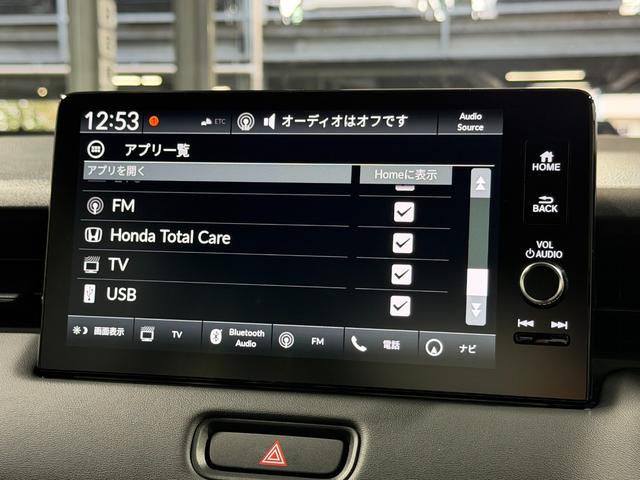 12:53 ETC オーディオはオフです Audio Source
アプリ一覧
アプリを開く Homeに表示
FM
Honda Total Care
TV
USB
画面表示 TV Bluetooth Audio FM 電話 ナビ
HOME
BACK
VOL
AUDIO